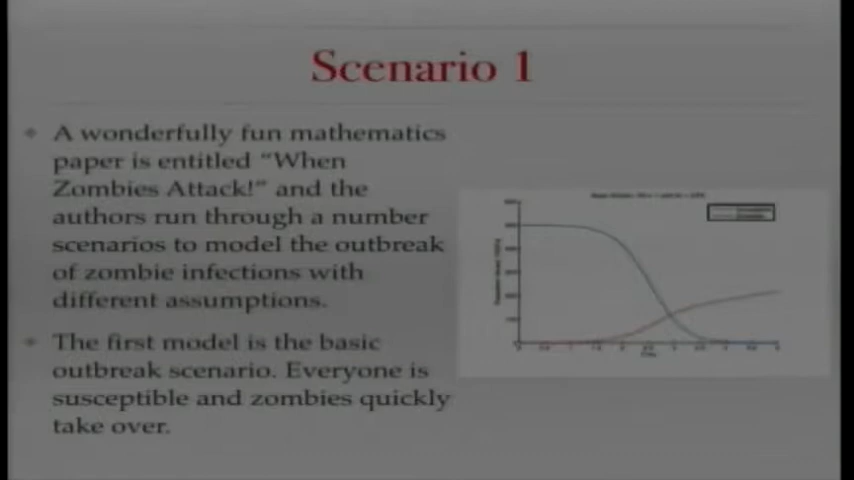 Scenario 1
A wonderfully fun mathematics
paper is entitled “When
Zombies Attack!” and the
authors run through a number
scenarios to model the outbreak
of zombie infections with
different assumptions.
The first model is the basic
outbreak scenario. Everyone is
susceptible and zombies quickly
take over.